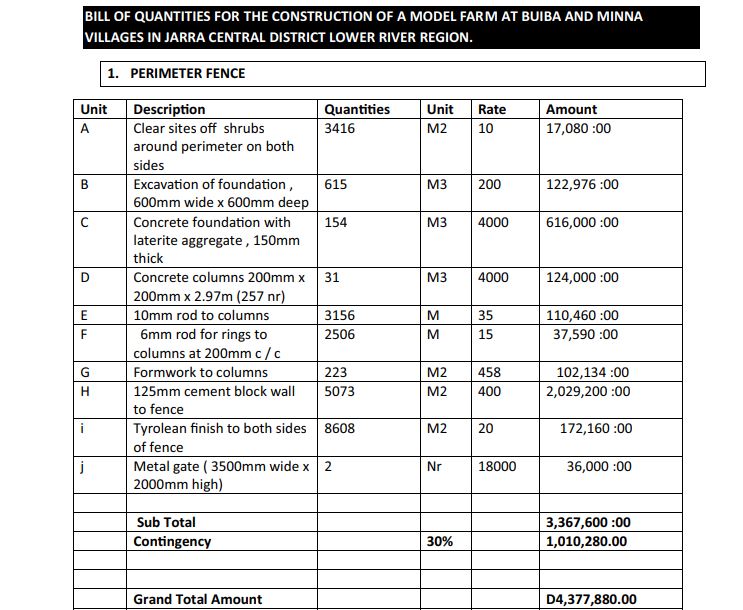 BILL OF QUANTITIES FOR THE CONSTRUCTION OF A MODEL FARM AT BUIBA AND MINNA
VILLAGES IN JARRA CENTRAL DISTRICT LOWER RIVER REGION.
1. PERIMETER FENCE
Unit Description Quantities Unit Rate Amount
A Clear sites off shrubs 3416 M2 10 17,080 :00
around perimeter on both
sides
B Excavation of foundation , 615 M3 200 122,976 :00
600mm wide x 600mm deep
C Concrete foundation with 154 M3 4000 616,000 :00
laterite aggregate , 150mm
thick
D Concrete columns 200mm x 31 M3 4000 124,000 :00
200mm x 2.97m (257 nr)
E 10mm rod to columns 3156 M 35 110,460 :00
F 6mm rod for rings to 2506 M 15 37,590 :00
columns at 200mm c / c
G Formwork to columns 223 M2 458 102,134 :00
H 125mm cement block wall 5073 M2 400 2,029,200 :00
to fence
i Tyrolean finish to both sides 8608 M2 20 172,160 :00
of fence
j Metal gate ( 3500mm wide x 2 Nr 18000 36,000 :00
2000mm high)
Sub Total 3,367,600 :00
Contingency 30% 1,010,280.00
Grand Total Amount D4,377,880.00